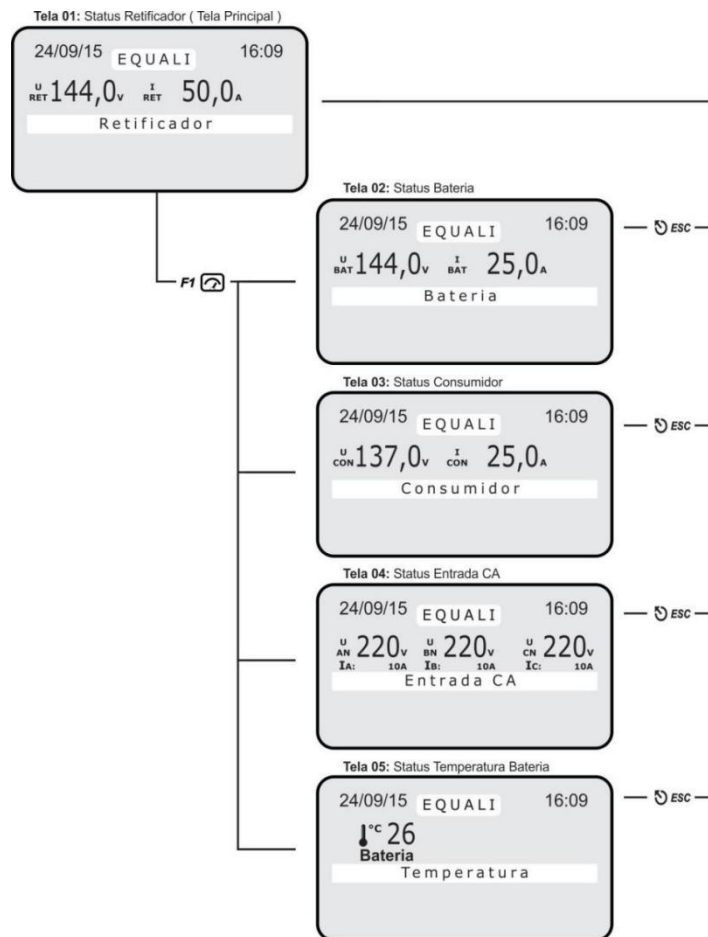 Tela 01: Status Retificador ( Tela Principal )
24/09/15 EQUALI 16:09
U RET 144,0V I RET 50,0A
Retificador
F1
Tela 02: Status Bateria
24/09/15 EQUALI 16:09
U BAT 144,0V I BAT 25,0A
Bateria
ESC
Tela 03: Status Consumidor
24/09/15 EQUALI 16:09
U CON 137,0V I CON 25,0A
Consumidor
ESC
Tela 04: Status Entrada CA
24/09/15 EQUALI 16:09
U AN 220V U BN 220V U CN 220V
IA: 10A IB: 10A IC: 10A
Entrada CA
ESC
Tela 05: Status Temperatura Bateria
24/09/15 EQUALI 16:09
°C 26
Bateria
Temperatura
ESC